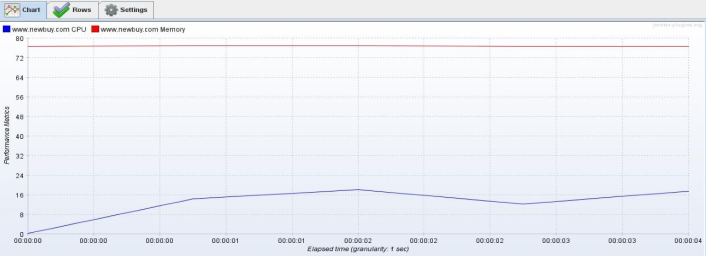 Chart Rows Settings
www.newbuy.com CPU www.newbuy.com Memory
jmeter-plugins.org
80
72
64
56
48
40
32
24
16
8
0
Performance Metrics
00:00:00 00:00:00 00:00:00 00:00:01 00:00:01 00:00:02 00:00:02 00:00:02 00:00:03 00:00:03 00:00:04
Elapsed time (granularity: 1 sec)